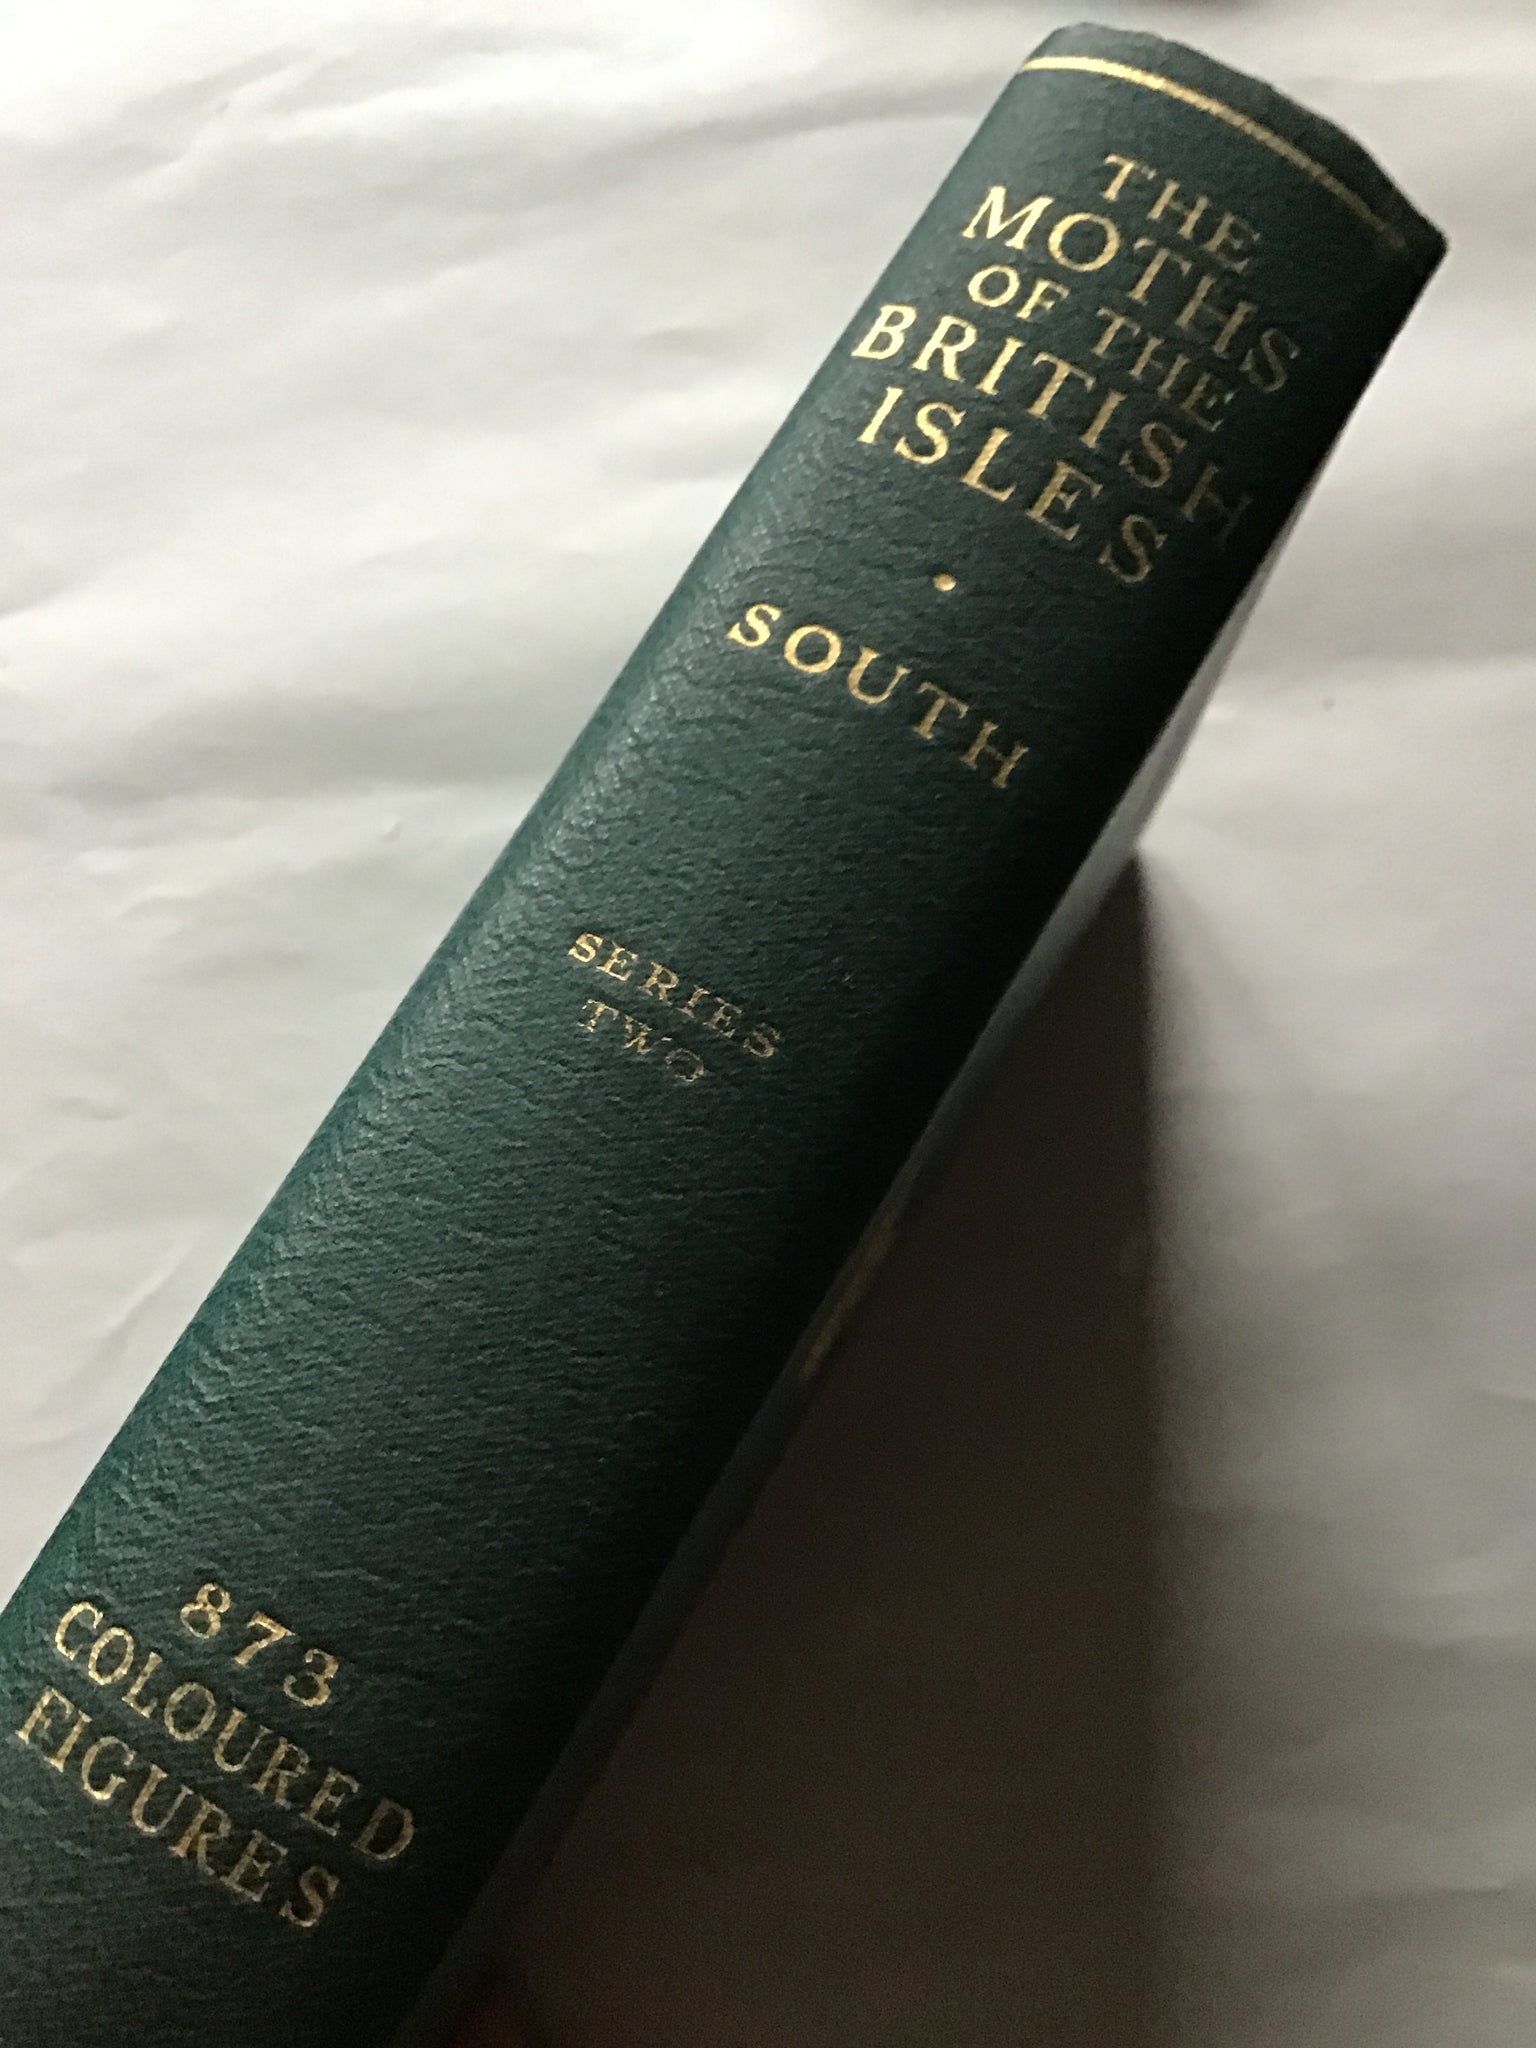 THE
MOTHS
OF THE
BRITISH
ISLES
•
SOUTH
SERIES
TWO
873
COLOURED
FIGURES